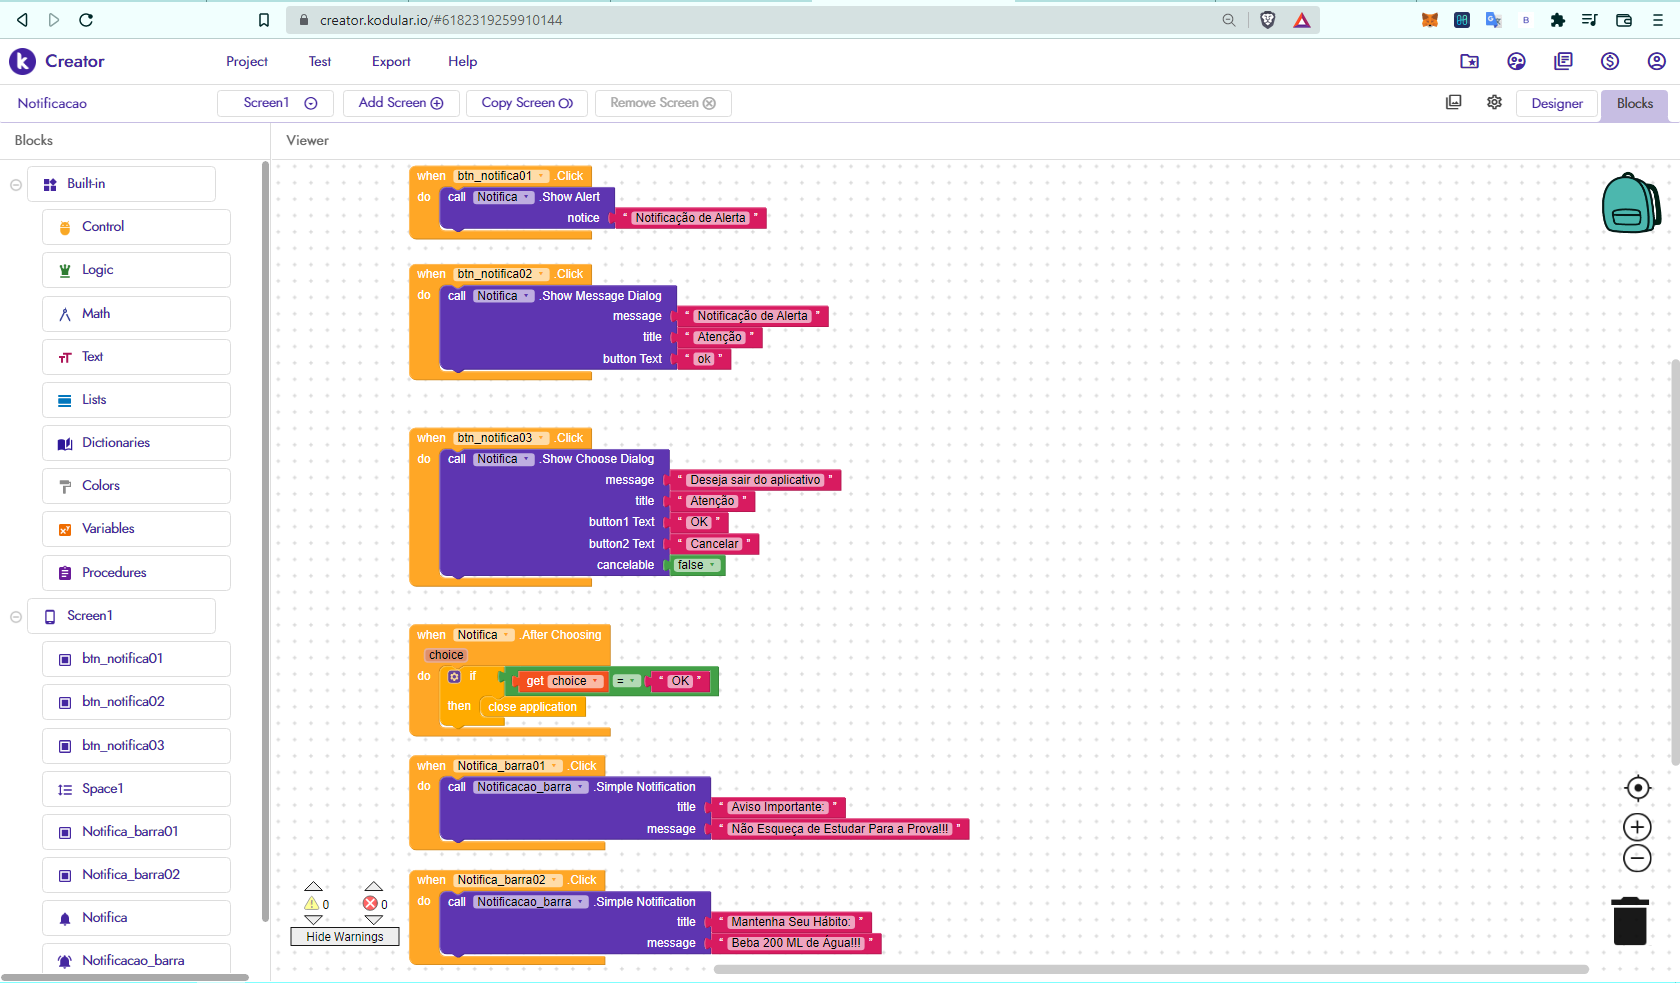 creator.kodular.io/#6182319259910144
Creator
Project
Test
Export
Help
Notificacao
Screen1
Add Screen
Copy Screen
Remove Screen
Designer
Blocks
Blocks
Viewer
Built-in
Control
Logic
Math
Text
Lists
Dictionaries
Colors
Variables
Procedures
Screen1
btn_notifica01
btn_notifica02
btn_notifica03
Space1
Notifica_barra01
Notifica_barra02
Notifica
Notificacao_barra
when btn_notifica01 .Click
do call Notifica .Show Alert
notice “ Notificação de Alerta ”
when btn_notifica02 .Click
do call Notifica .Show Message Dialog
message “ Notificação de Alerta ”
title “ Atenção ”
button Text “ ok ”
when btn_notifica03 .Click
do call Notifica .Show Choose Dialog
message “ Deseja sair do aplicativo ”
title “ Atenção ”
button1 Text “ OK ”
button2 Text “ Cancelar ”
cancelable false
when Notifica .After Choosing
choice
do if get choice = “ OK ”
then close application
when Notifica_barra01 .Click
do call Notificacao_barra .Simple Notification
title “ Aviso Importante: ”
message “ Não Esqueça de Estudar Para a Prova!!! ”
when Notifica_barra02 .Click
do call Notificacao_barra .Simple Notification
title “ Mantenha Seu Hábito: ”
message “ Beba 200 ML de Água!!! ”
0 0
Hide Warnings